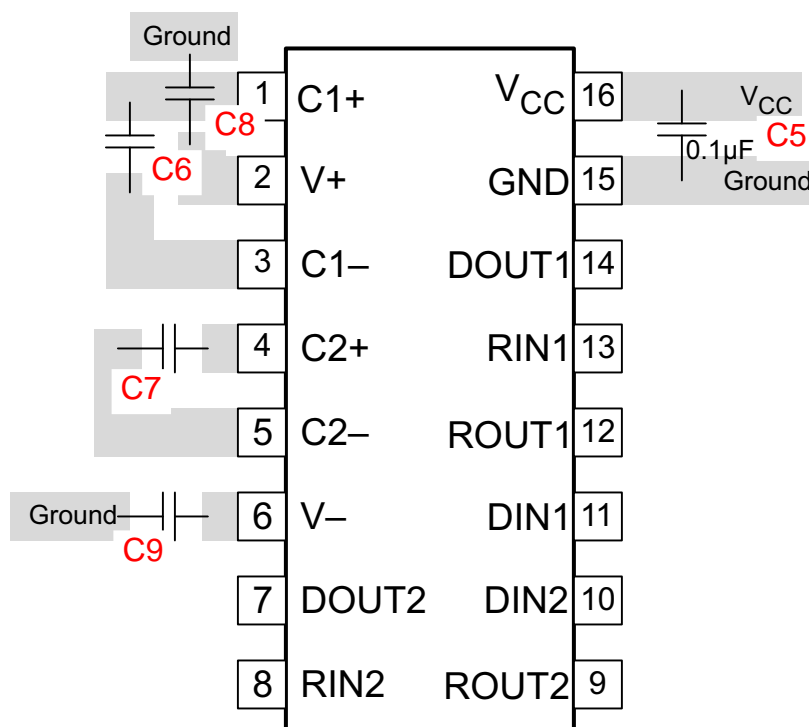 Ground
1 C1+ VCC 16 VCC
C8 C5
C6 0.1µF
2 V+ GND 15 Ground
3 C1– DOUT1 14
4 C2+ RIN1 13
C7
5 C2– ROUT1 12
Ground 6 V– DIN1 11
C9
7 DOUT2 DIN2 10
8 RIN2 ROUT2 9